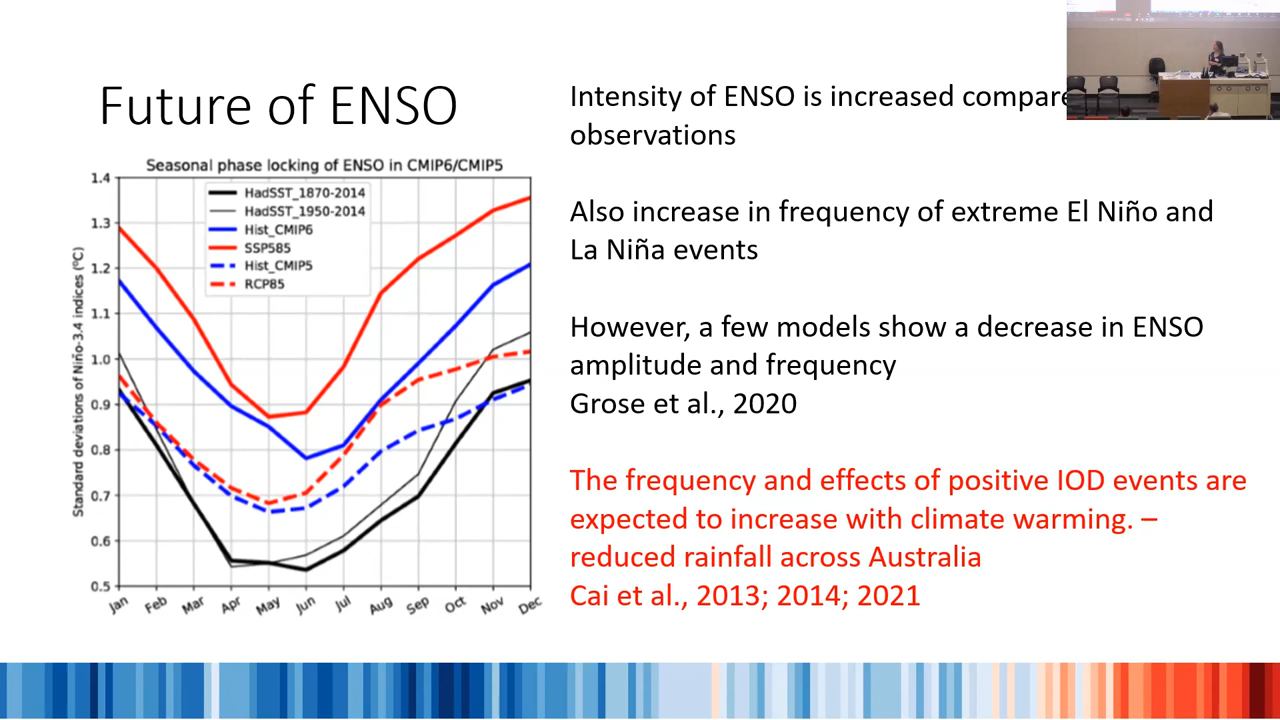 Future of ENSO
Seasonal phase locking of ENSO in CMIP6/CMIP5
HadSST_1870-2014
HadSST_1950-2014
Hist_CMIP6
SSP585
Hist_CMIP5
RCP85
Standard deviations of Niño-3.4 indices (°C)
1.4
1.3
1.2
1.1
1.0
0.9
0.8
0.7
0.6
0.5
Jan Feb Mar Apr May Jun Jul Aug Sep Oct Nov Dec
Intensity of ENSO is increased
observations
Also increase in frequency of extreme El Niño and
La Niña events
However, a few models show a decrease in ENSO
amplitude and frequency
Grose et al., 2020
The frequency and effects of positive IOD events are
expected to increase with climate warming. –
reduced rainfall across Australia
Cai et al., 2013; 2014; 2021